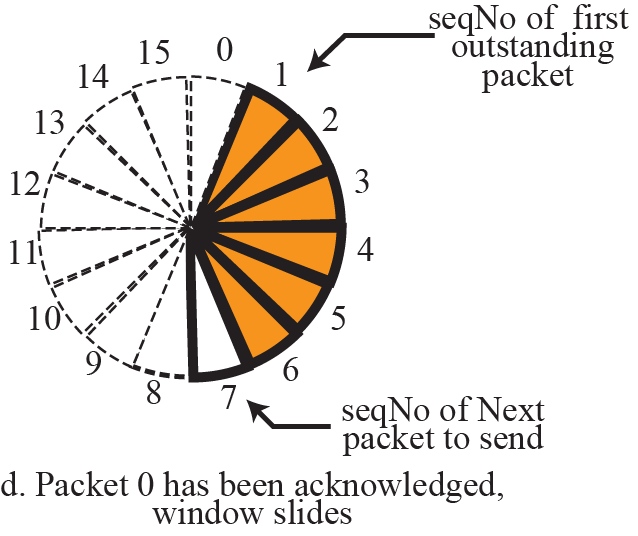 seqNo of first
outstanding
packet
0
1
2
3
4
5
6
7
8
9
10
11
12
13
14
15
seqNo of Next
packet to send
d. Packet 0 has been acknowledged,
window slides